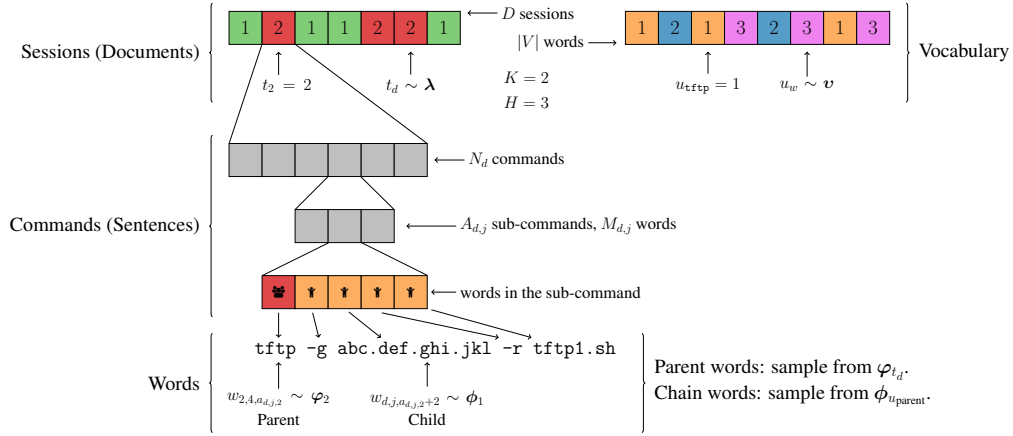 Sessions (Documents)
1 2 1 1 2 2 1
D sessions
|V| words
1 2 1 3 2 3 1 3
Vocabulary
t₂ = 2
t_d ∼ λ
K = 2
H = 3
u_tftp = 1
u_w ∼ υ
Commands (Sentences)
N_d commands
A_{d,j} sub-commands, M_{d,j} words
words in the sub-command
Words
tftp -g abc.def.ghi.jkl -r tftp1.sh
w_{2,4,a_{d,j,2}} ∼ φ₂
Parent
w_{d,j,a_{d,j,2}+2} ∼ ϕ₁
Child
Parent words: sample from φ_{t_d}.
Chain words: sample from ϕ_{u_parent}.